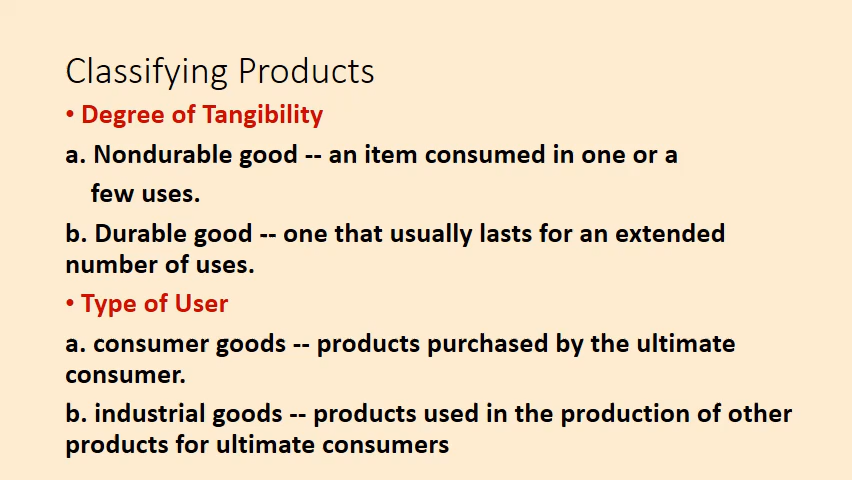 Classifying Products
• Degree of Tangibility
a. Nondurable good -- an item consumed in one or a
few uses.
b. Durable good -- one that usually lasts for an extended
number of uses.
• Type of User
a. consumer goods -- products purchased by the ultimate
consumer.
b. industrial goods -- products used in the production of other
products for ultimate consumers